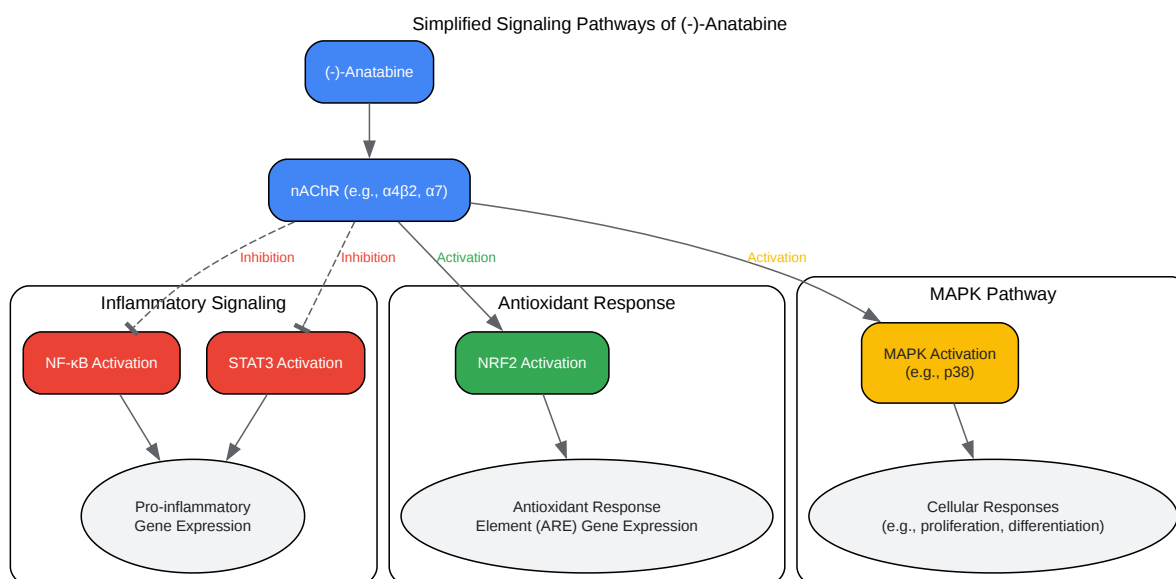 Simplified Signaling Pathways of (-)-Anatabine
(-)-Anatabine
nAChR (e.g., α4β2, α7)
Inhibition
Inhibition
Activation
Activation
Inflammatory Signaling
Antioxidant Response
MAPK Pathway
NF-κB Activation
STAT3 Activation
NRF2 Activation
MAPK Activation
(e.g., p38)
Pro-inflammatory
Gene Expression
Antioxidant Response
Element (ARE) Gene Expression
Cellular Responses
(e.g., proliferation, differentiation)